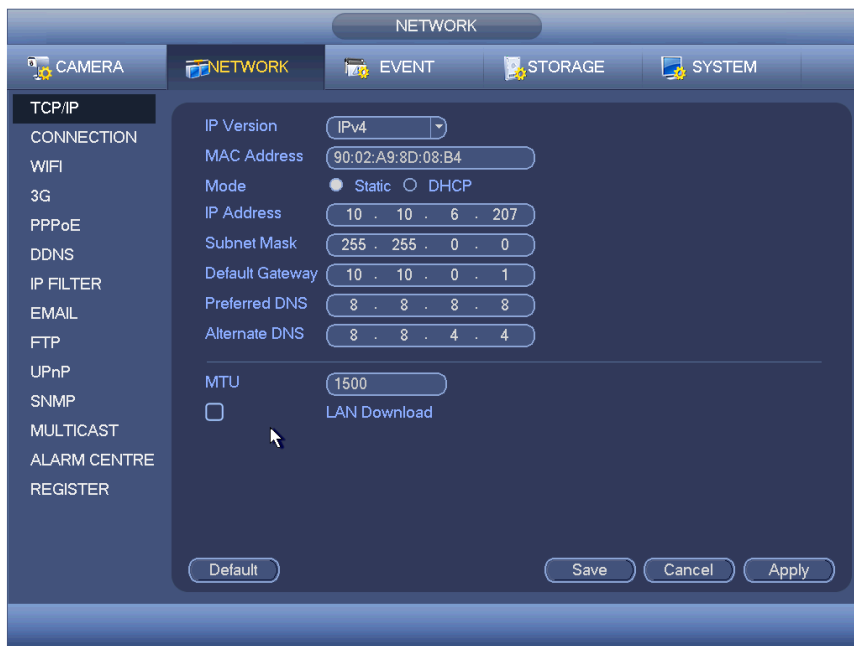 NETWORK
CAMERA NETWORK EVENT STORAGE SYSTEM
TCP/IP
CONNECTION
WIFI
3G
PPPoE
DDNS
IP FILTER
EMAIL
FTP
UPnP
SNMP
MULTICAST
ALARM CENTRE
REGISTER
IP Version IPv4
MAC Address 90:02:A9:8D:08:B4
Mode Static DHCP
IP Address 10 . 10 . 6 . 207
Subnet Mask 255 . 255 . 0 . 0
Default Gateway 10 . 10 . 0 . 1
Preferred DNS 8 . 8 . 8 . 8
Alternate DNS 8 . 8 . 4 . 4
MTU 1500
LAN Download
Default Save Cancel Apply